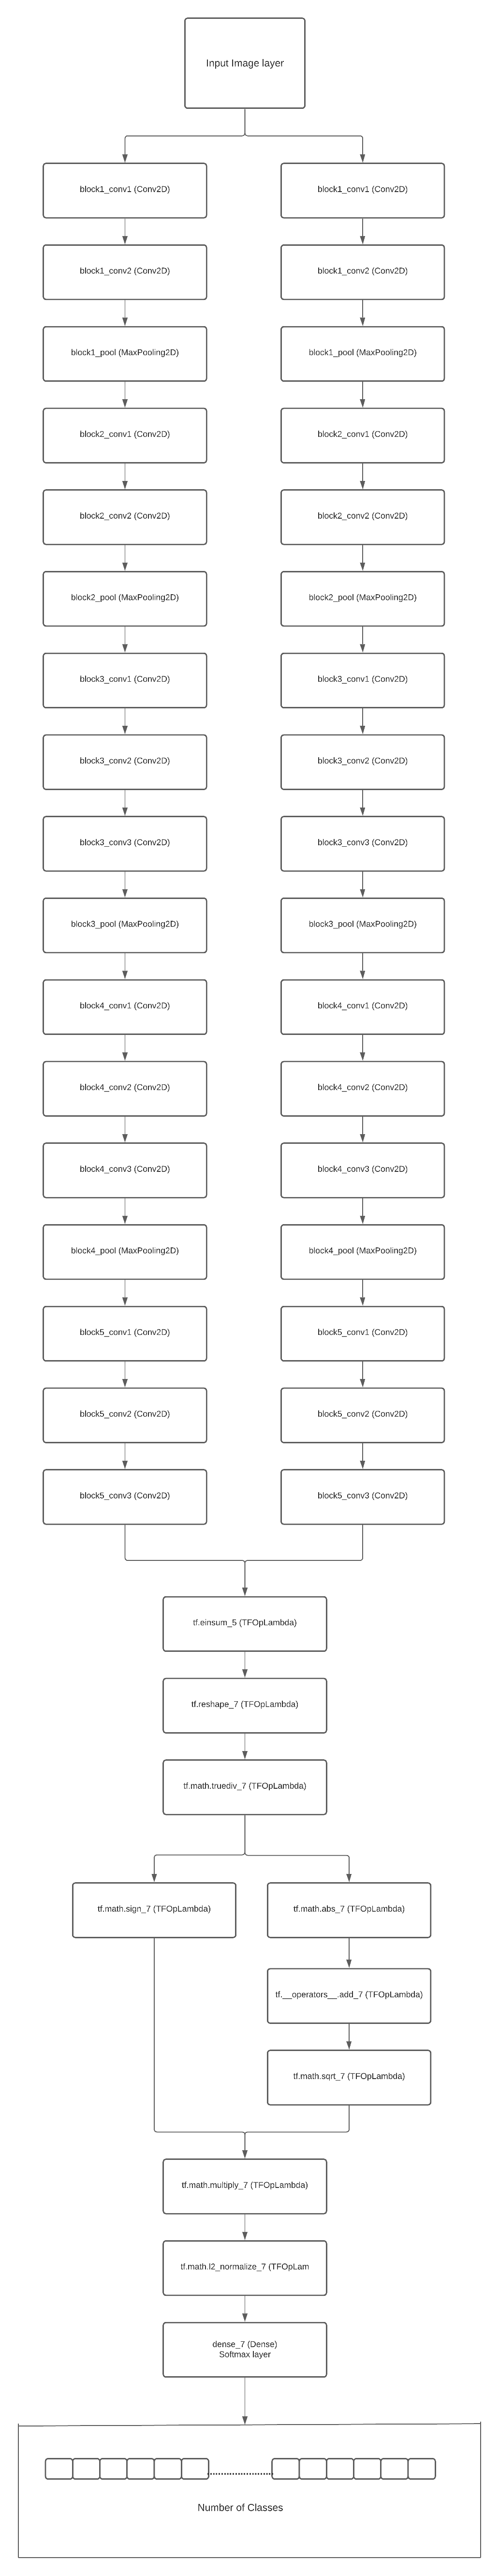 Input Image layer
block1_conv1 (Conv2D)
block1_conv1 (Conv2D)
block1_conv2 (Conv2D)
block1_conv2 (Conv2D)
block1_pool (MaxPooling2D)
block1_pool (MaxPooling2D)
block2_conv1 (Conv2D)
block2_conv1 (Conv2D)
block2_conv2 (Conv2D)
block2_conv2 (Conv2D)
block2_pool (MaxPooling2D)
block2_pool (MaxPooling2D)
block3_conv1 (Conv2D)
block3_conv1 (Conv2D)
block3_conv2 (Conv2D)
block3_conv2 (Conv2D)
block3_conv3 (Conv2D)
block3_conv3 (Conv2D)
block3_pool (MaxPooling2D)
block3_pool (MaxPooling2D)
block4_conv1 (Conv2D)
block4_conv1 (Conv2D)
block4_conv2 (Conv2D)
block4_conv2 (Conv2D)
block4_conv3 (Conv2D)
block4_conv3 (Conv2D)
block4_pool (MaxPooling2D)
block4_pool (MaxPooling2D)
block5_conv1 (Conv2D)
block5_conv1 (Conv2D)
block5_conv2 (Conv2D)
block5_conv2 (Conv2D)
block5_conv3 (Conv2D)
block5_conv3 (Conv2D)
tf.einsum_5 (TFOpLambda)
tf.reshape_7 (TFOpLambda)
tf.math.truediv_7 (TFOpLambda)
tf.math.sign_7 (TFOpLambda)
tf.math.abs_7 (TFOpLambda)
tf.__operators__.add_7 (TFOpLambda)
tf.math.sqrt_7 (TFOpLambda)
tf.math.multiply_7 (TFOpLambda)
tf.math.l2_normalize_7 (TFOpLam
dense_7 (Dense)
Softmax layer
Number of Classes